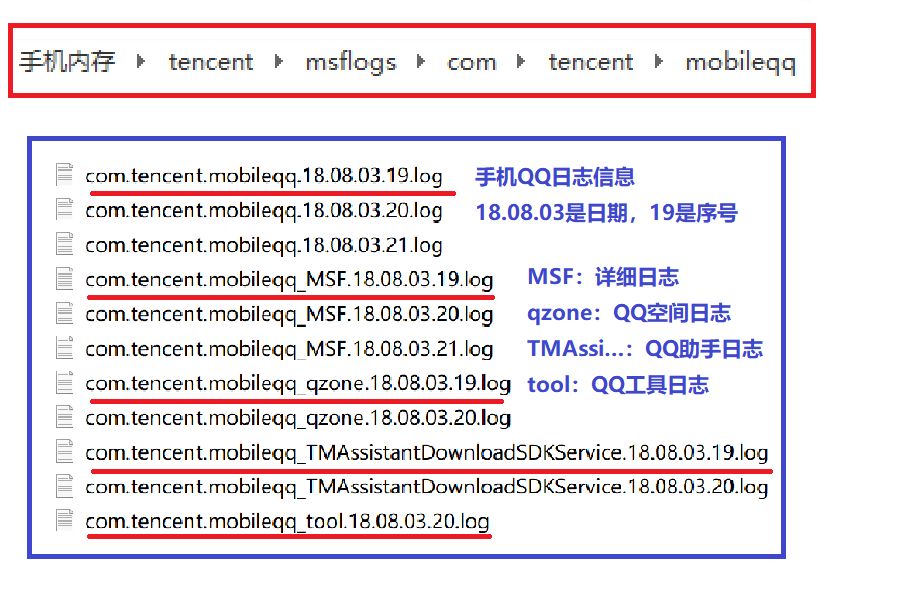 手机内存 tencent msflogs com tencent mobileqq
com.tencent.mobileqq.18.08.03.19.log 手机QQ日志信息
com.tencent.mobileqq.18.08.03.20.log 18.08.03是日期，19是序号
com.tencent.mobileqq.18.08.03.21.log
com.tencent.mobileqq_MSF.18.08.03.19.log MSF：详细日志
com.tencent.mobileqq_MSF.18.08.03.20.log qzone：QQ空间日志
com.tencent.mobileqq_MSF.18.08.03.21.log TMAssi...：QQ助手日志
com.tencent.mobileqq_qzone.18.08.03.19.log tool：QQ工具日志
com.tencent.mobileqq_qzone.18.08.03.20.log
com.tencent.mobileqq_TMAssistantDownloadSDKService.18.08.03.19.log
com.tencent.mobileqq_TMAssistantDownloadSDKService.18.08.03.20.log
com.tencent.mobileqq_tool.18.08.03.20.log